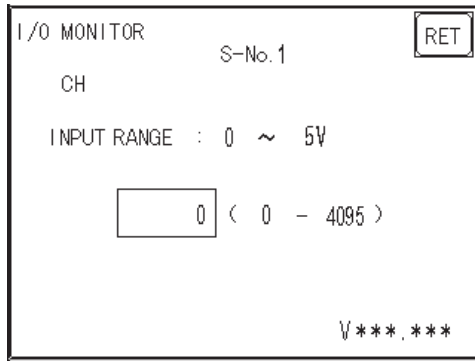 I/O MONITOR
RET
S-No.1
CH
INPUT RANGE : 0 ~ 5V
0 ( 0 - 4095 )
V***.***